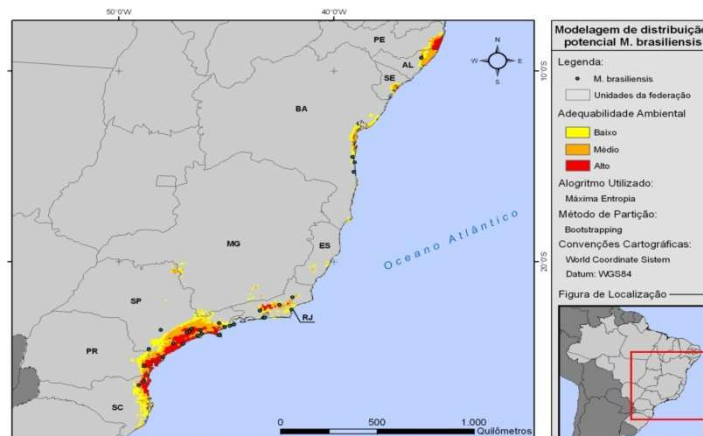 50°0'W
40°0'W
PE
AL
SE
10°0'S
BA
N
W
E
S
MG
ES
Oceano Atlântico
20°0'S
SP
RJ
PR
SC
0
500
1.000
Quilômetros
Modelagem de distribuiçã
potencial M. brasiliensis
Legenda:
M. brasiliensis
Unidades da federação
Adequabilidade Ambiental
Baixo
Médio
Alto
Alogritmo Utilizado:
Máxima Entropia
Método de Partição:
Bootstrapping
Convenções Cartográficas:
World Coordinate Sistem
Datum: WGS84
Figura de Localização